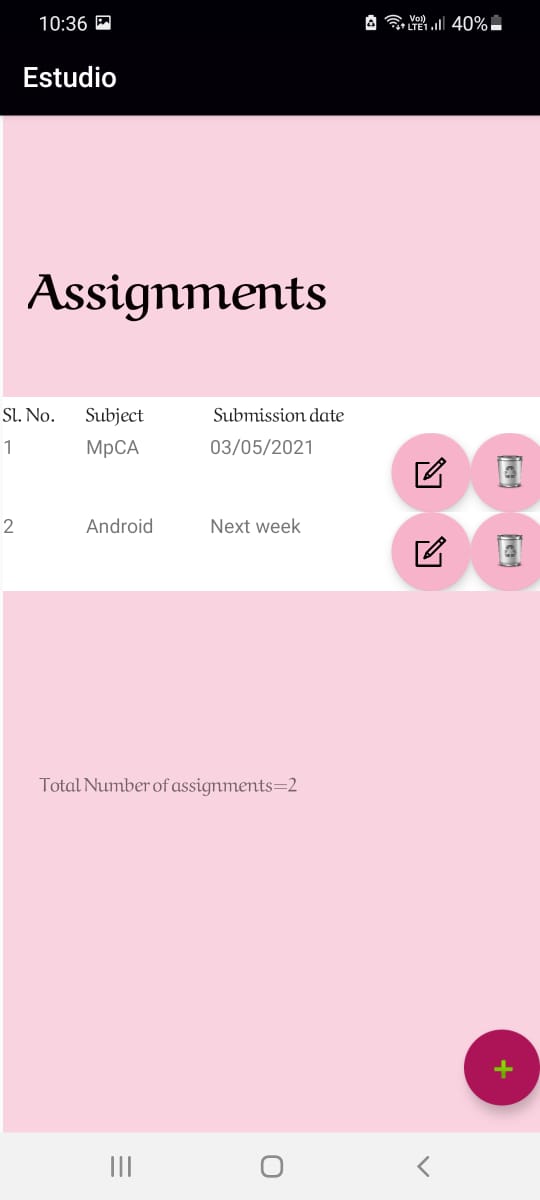 10:36 Vo)) LTE1 40%
Estudio
Assignments
Sl. No. Subject Submission date
1 MpCA 03/05/2021
2 Android Next week
Total Number of assignments=2
+